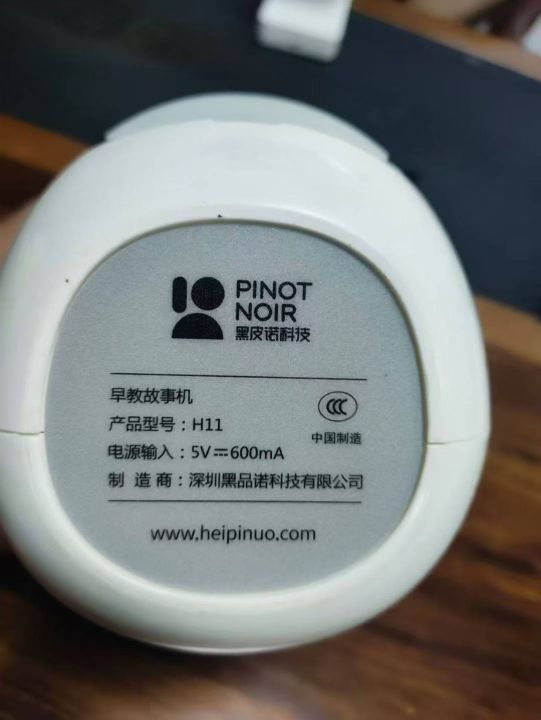 PINOT
NOIR
黑皮诺科技
早教故事机
产品型号：H11
电源输入：5V⎓600mA
CCC
中国制造
制 造 商：深圳黑品诺科技有限公司
www.heipinuo.com